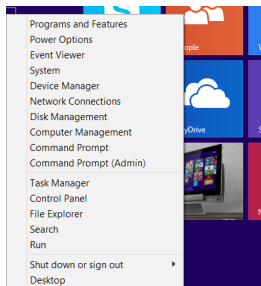 Programs and Features
Power Options
Event Viewer
System
Device Manager
Network Connections
Disk Management
Computer Management
Command Prompt
Command Prompt (Admin)
Task Manager
Control Panel
File Explorer
Search
Run
Shut down or sign out
Desktop